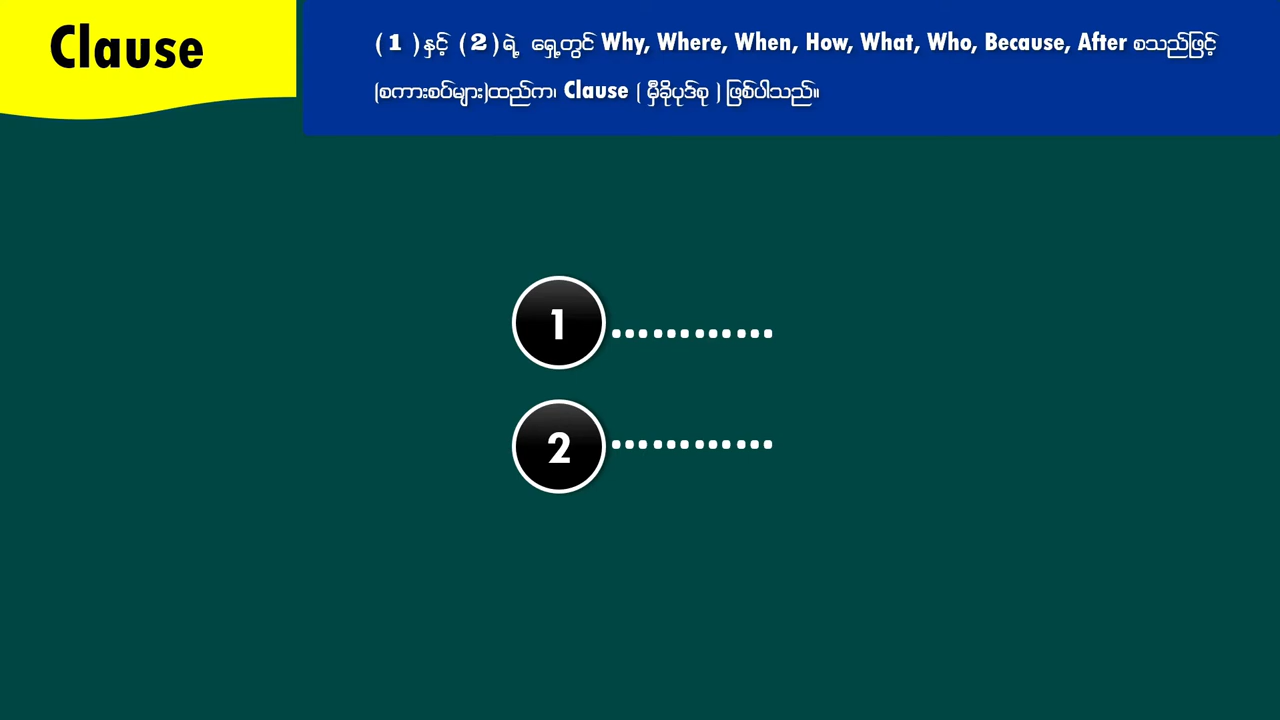 Clause
( 1 ) နှင့် ( 2 ) ရဲ့ ရှေ့တွင် Why, Where, When, How, What, Who, Because, After စသည်ဖြင့်
(စကားစပ်များ)ထည်က၊ Clause ( မှီခိုပုဒ်စု ) ဖြစ်ပါသည်။
1 ............
2 ............